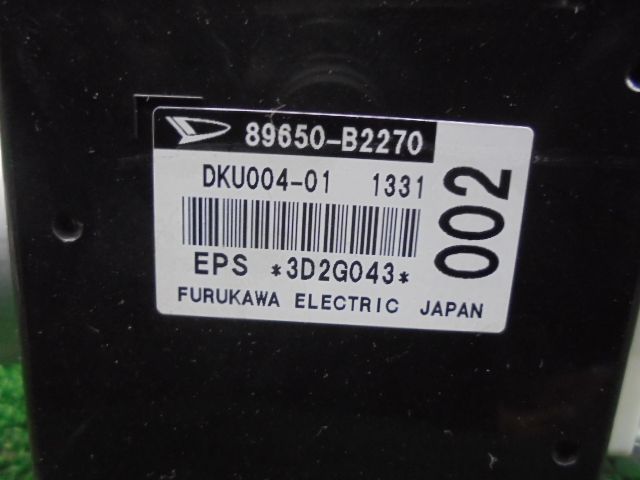 89650-B2270
DKU004-01 1331
002
EPS *3D2G043*
FURUKAWA ELECTRIC JAPAN